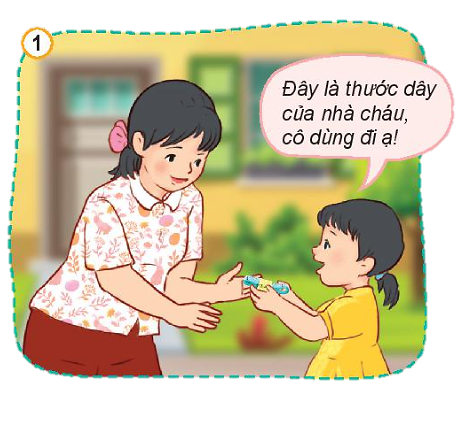 1
Đây là thước dây
của nhà cháu,
cô dùng đi ạ!